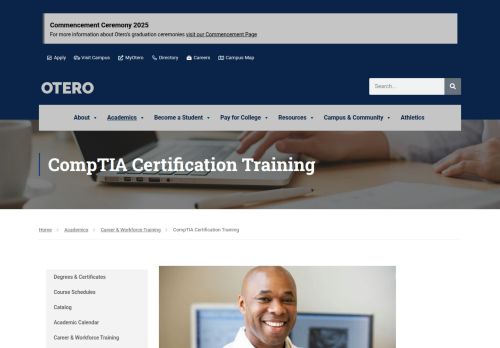 Commencement Ceremony 2025
For more information about Otero's graduation ceremonies visit our Commencement Page
Apply Visit Campus MyOtero Directory Careers Campus Map
OTERO
Search...
About Academics Become a Student Pay for College Resources Campus & Community Athletics
CompTIA Certification Training
Home Academics Career & Workforce Training CompTIA Certification Training
Degrees & Certificates
Course Schedules
Catalog
Academic Calendar
Career & Workforce Training